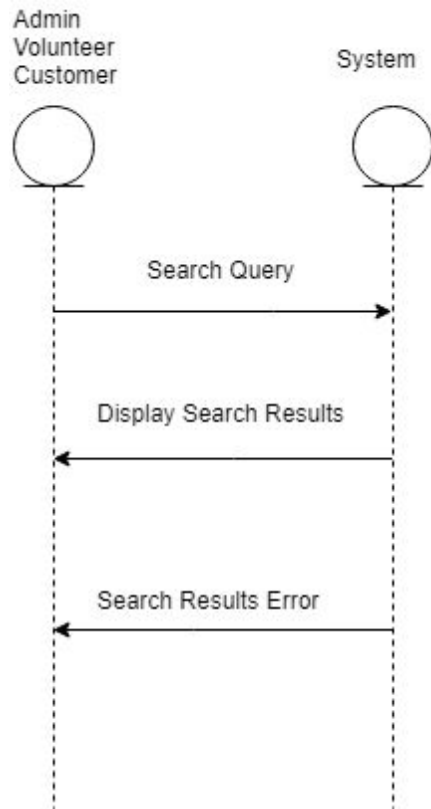 Admin
Volunteer
Customer
System
Search Query
Display Search Results
Search Results Error